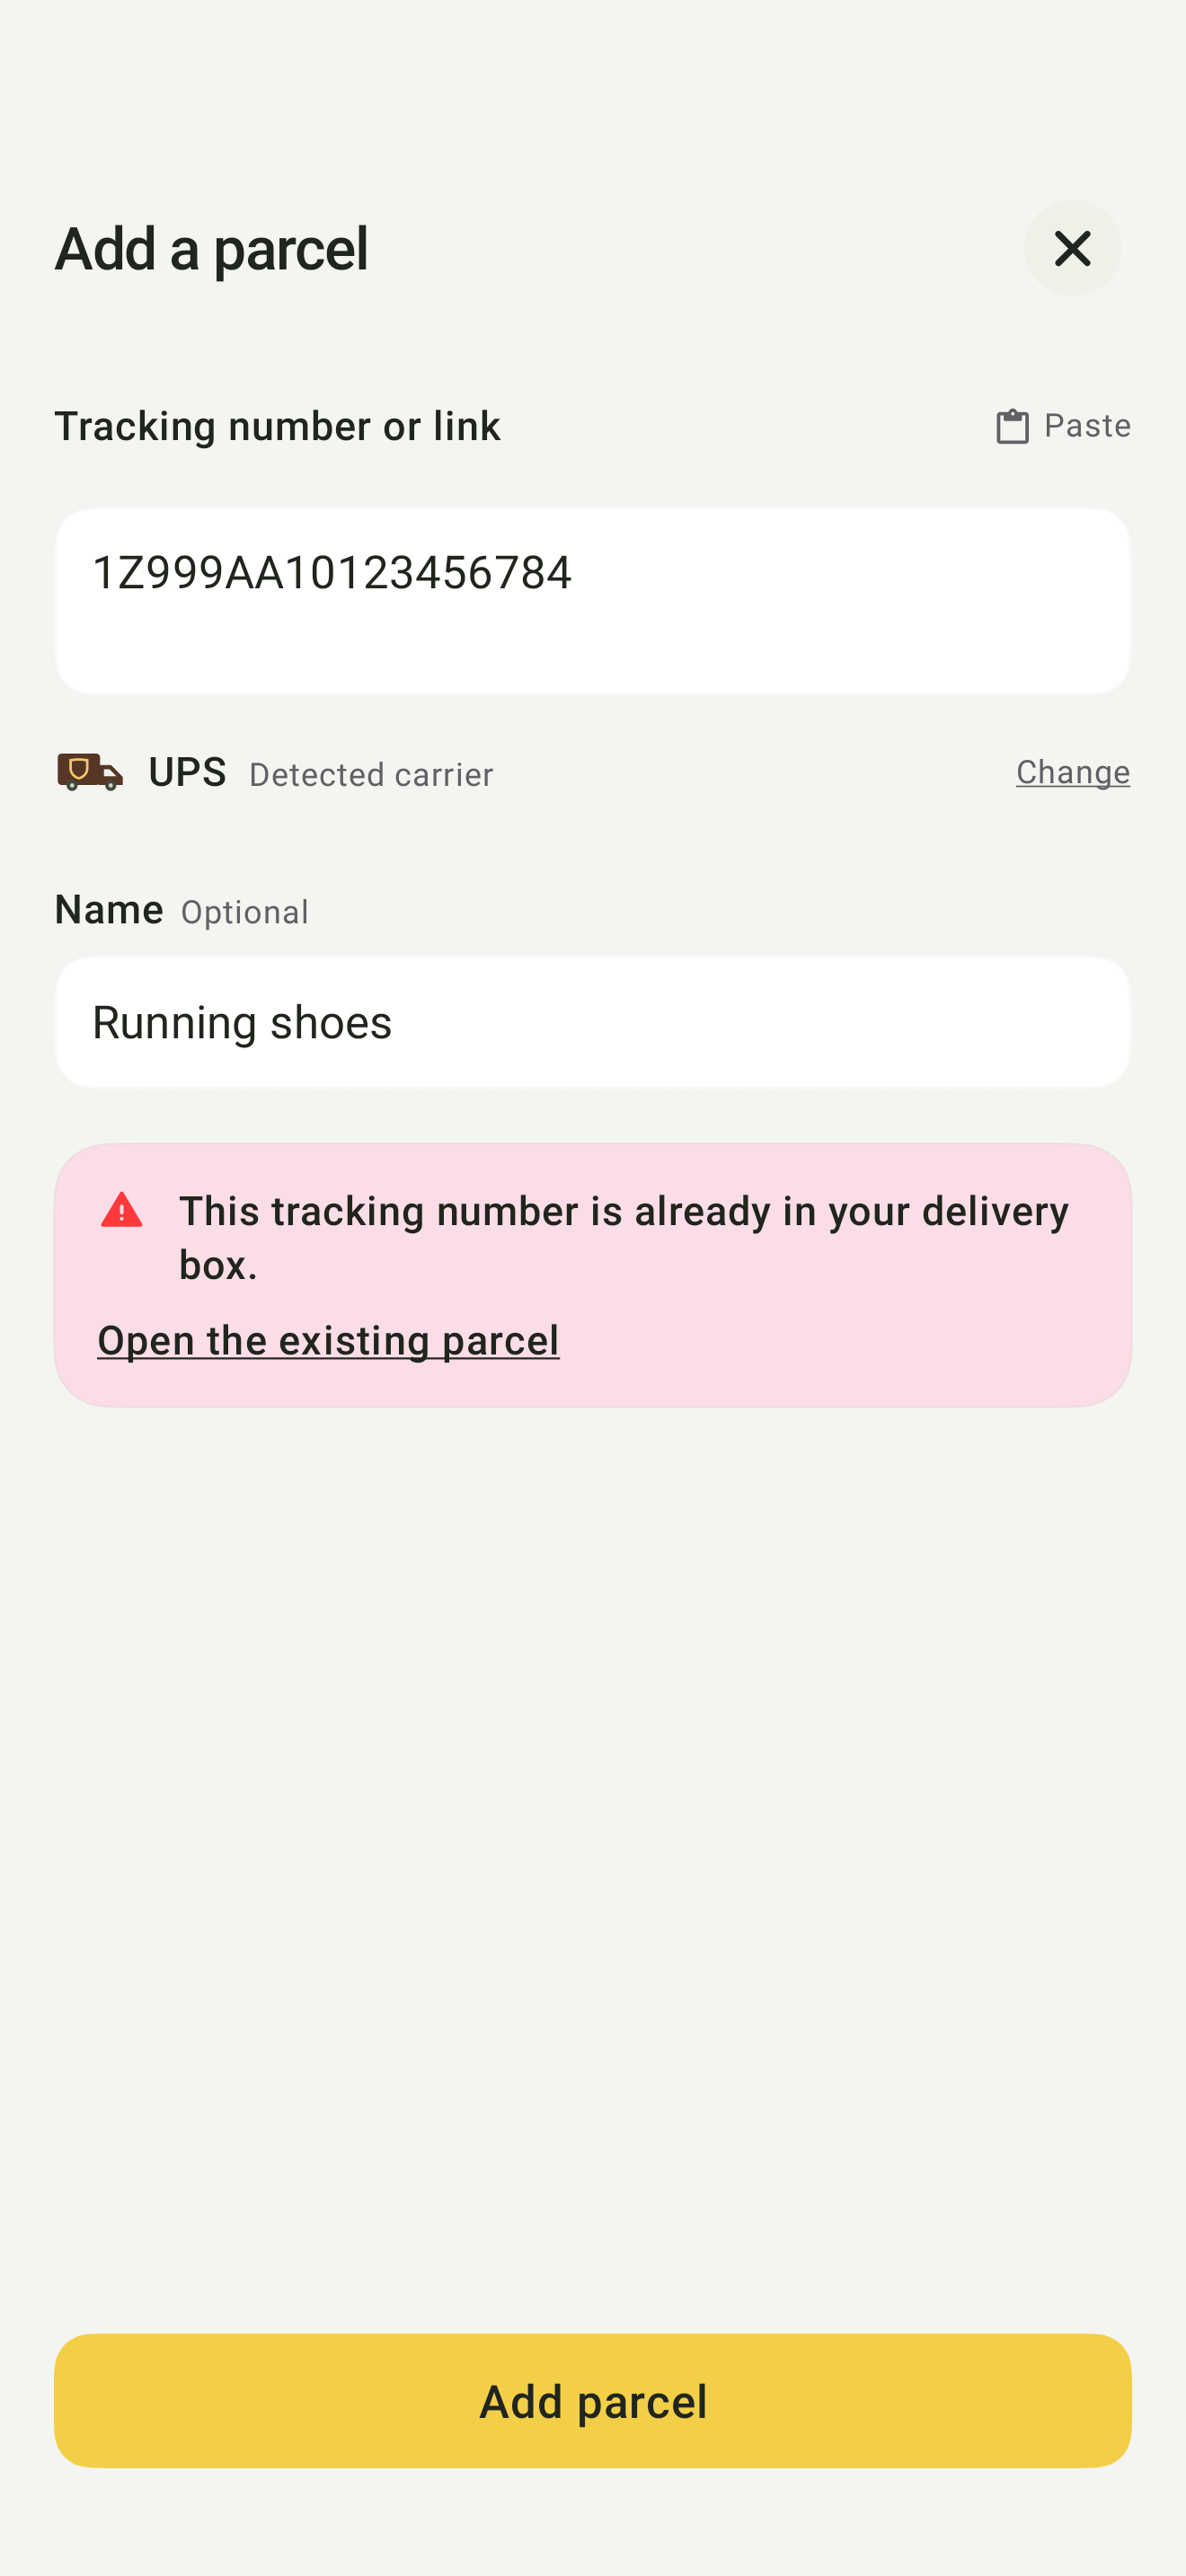 Add a parcel
Tracking number or link
Paste
1Z999AA10123456784
UPS Detected carrier
Change
Name Optional
Running shoes
This tracking number is already in your delivery
box.
Open the existing parcel
Add parcel